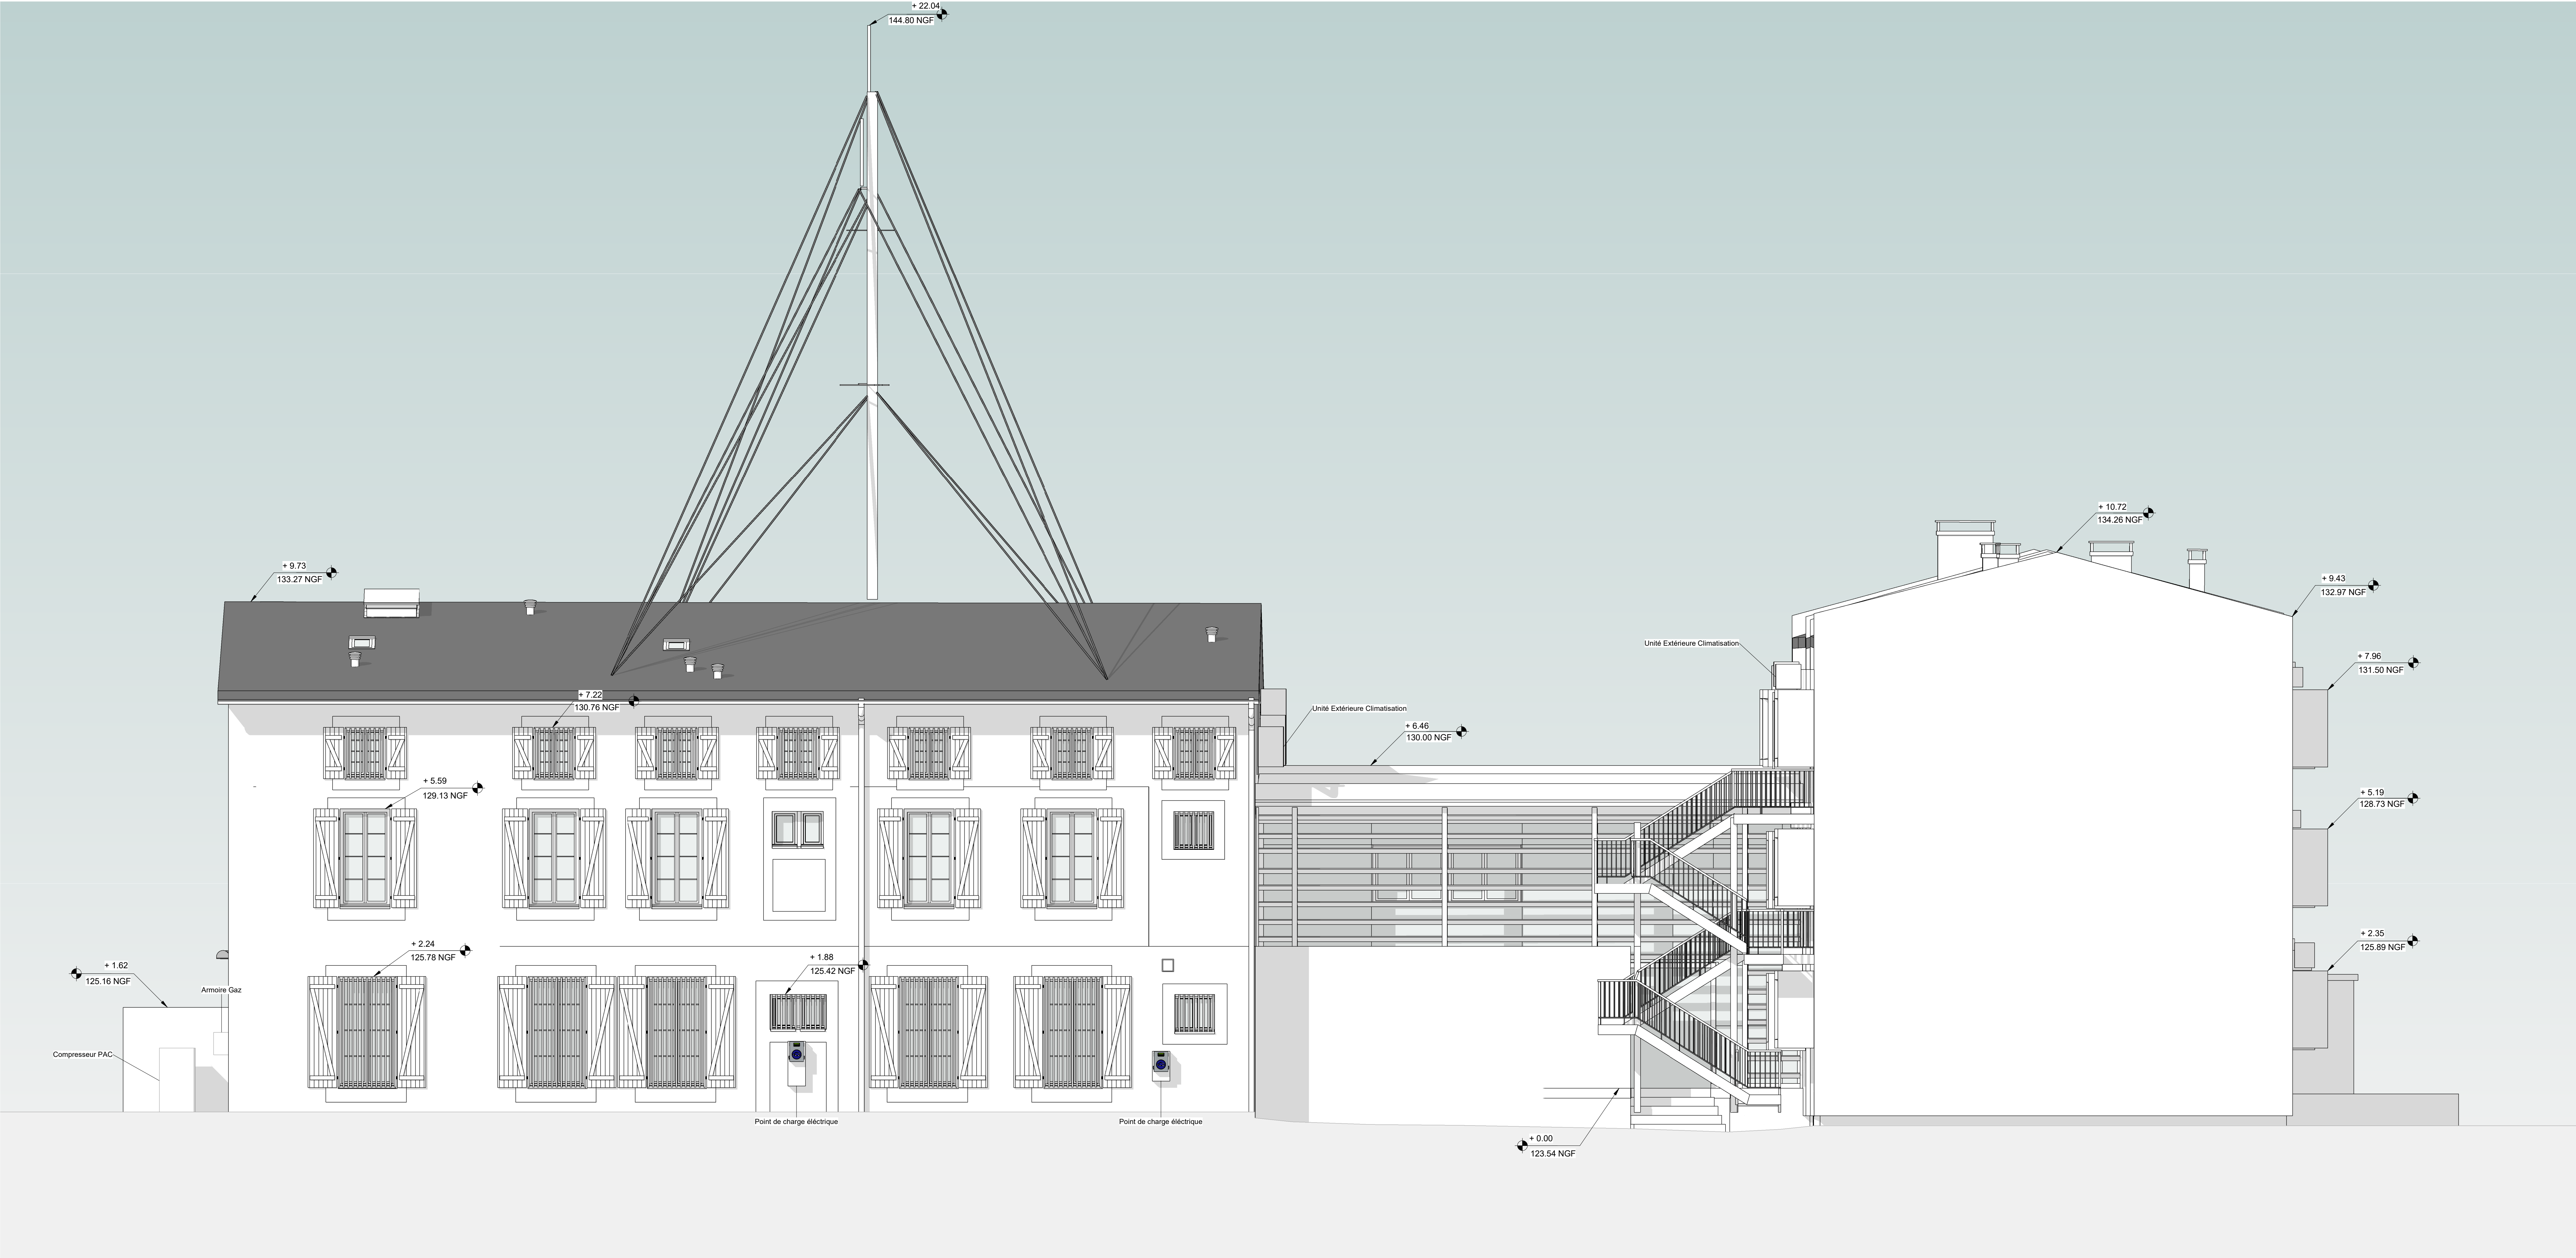 + 22.04
144.80 NGF
+ 10.72
134.26 NGF
+ 9.73
133.27 NGF
+ 9.43
132.97 NGF
Unité Extérieure Climatisation
+ 7.96
131.50 NGF
+ 7.22
130.76 NGF
Unité Extérieure Climatisation
+ 6.46
130.00 NGF
+ 5.59
129.13 NGF
+ 5.19
128.73 NGF
+ 2.35
125.89 NGF
+ 2.24
125.78 NGF
+ 1.88
125.42 NGF
+ 1.62
125.16 NGF
Armoire Gaz
Compresseur PAC
Point de charge éléctrique
Point de charge éléctrique
+ 0.00
123.54 NGF